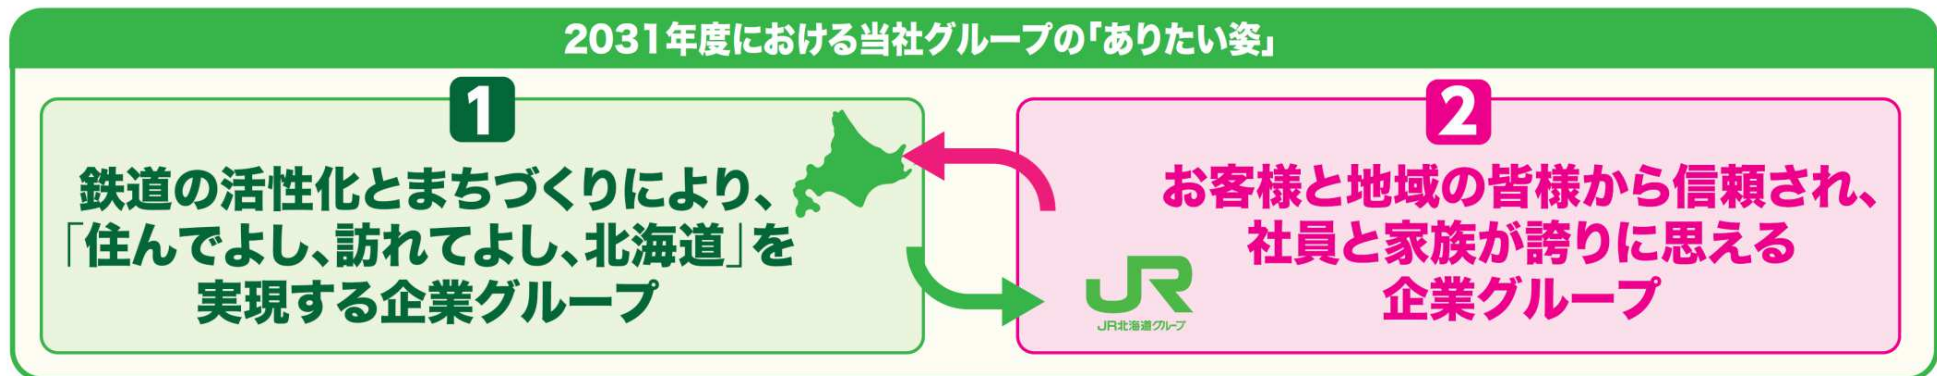 2031年度における当社グループの「ありたい姿」
1
鉄道の活性化とまちづくりにより、
「住んでよし、訪れてよし、北海道」を
実現する企業グループ
2
お客様と地域の皆様から信頼され、
社員と家族が誇りに思える
企業グループ
JR
JR北海道グループ